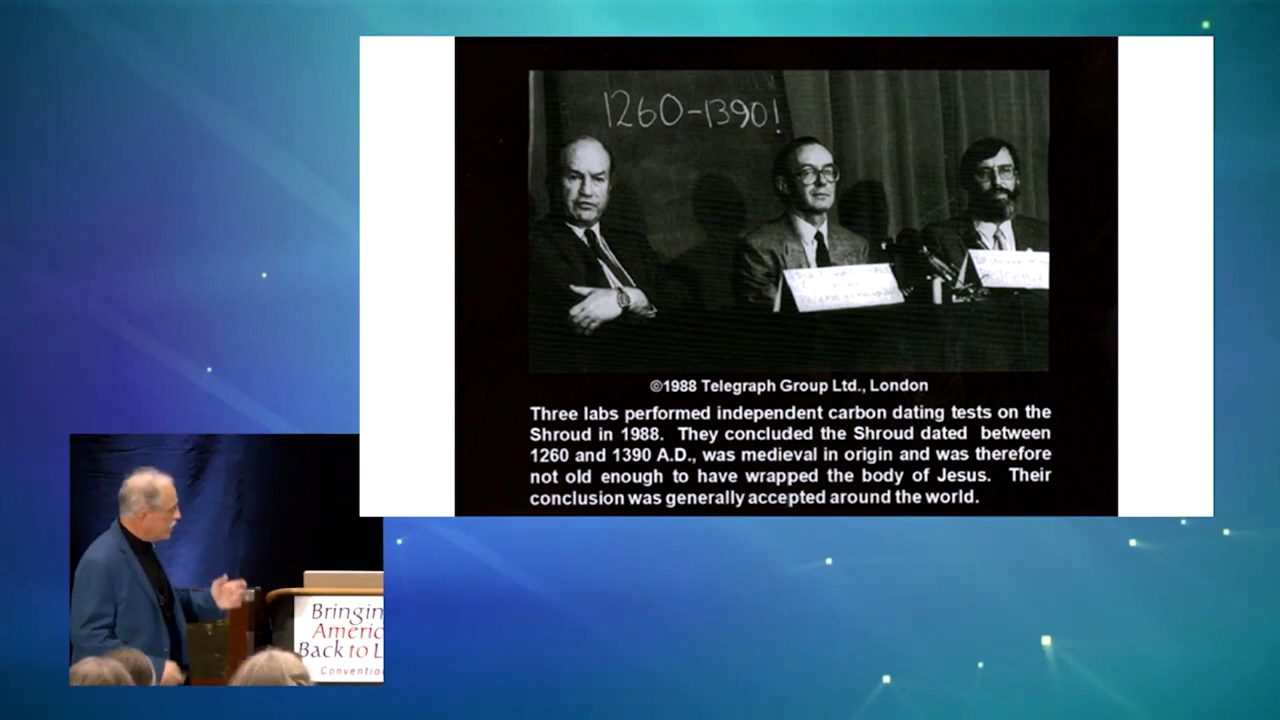 1260-1390!
©1988 Telegraph Group Ltd., London
Three labs performed independent carbon dating tests on the
Shroud in 1988. They concluded the Shroud dated between
1260 and 1390 A.D., was medieval in origin and was therefore
not old enough to have wrapped the body of Jesus. Their
conclusion was generally accepted around the world.
Bringin
Americ
Back to L
Conventio